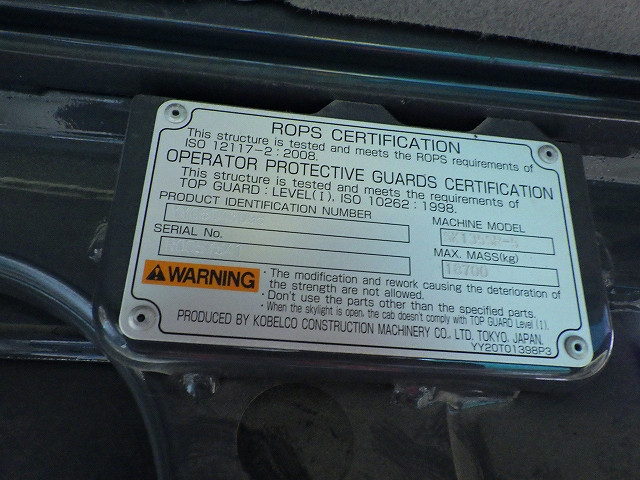 ROPS CERTIFICATION
This structure is tested and meets the ROPS requirements of
ISO 12117-2 : 2008.
OPERATOR PROTECTIVE GUARDS CERTIFICATION
This structure is tested and meets the requirements of
TOP GUARD : LEVEL(I), ISO 10262 : 1998.
PRODUCT IDENTIFICATION NUMBER
MACHINE MODEL
SERIAL No.
MAX. MASS(kg)
18700
WARNING
· The modification and rework causing the deterioration of
the strength are not allowed.
· Don't use the parts other than the specified parts.
· When the skylight is open, the cab doesn't comply with TOP GUARD Level (I).
PRODUCED BY KOBELCO CONSTRUCTION MACHINERY CO., LTD. TOKYO, JAPAN.
YY20T01398P3